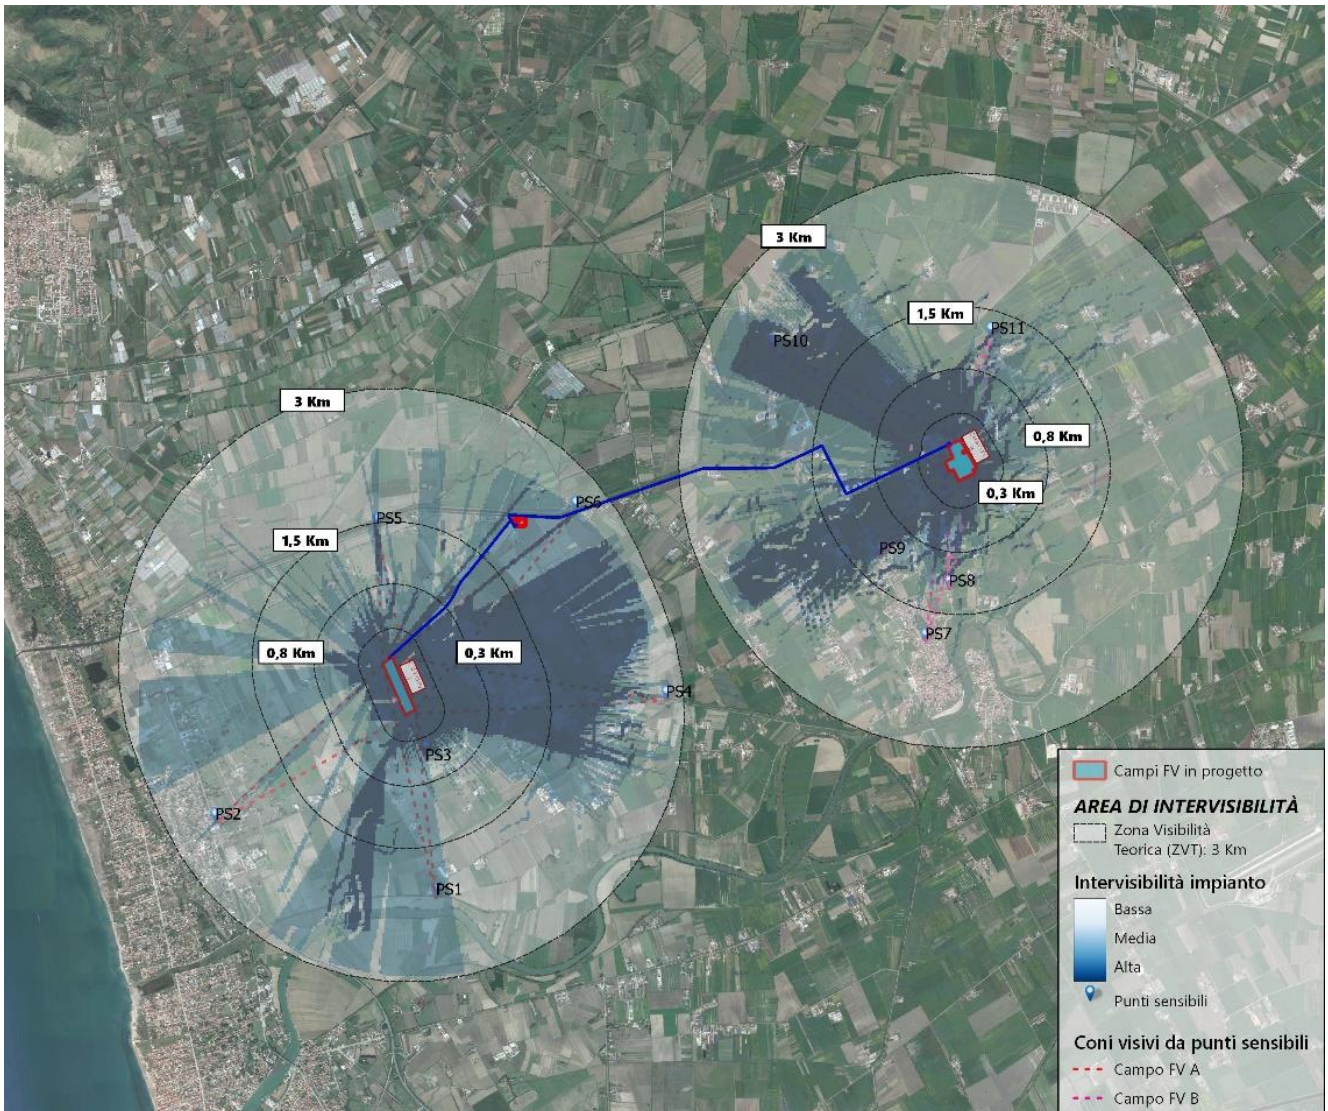 3 Km
PS11
1,5 Km
PS10
3 Km
0,8 Km
0,3 Km
PS6
PS5
1,5 Km
PS9
PS8
PS7
0,8 Km
0,3 Km
PS4
PS3
PS2
PS1
Campi FV in progetto
AREA DI INTERVISIBILITÀ
Zona Visibilità
Teorica (ZVT): 3 Km
Intervisibilità impianto
Bassa
Media
Alta
Punti sensibili
Coni visivi da punti sensibili
Campo FV A
Campo FV B